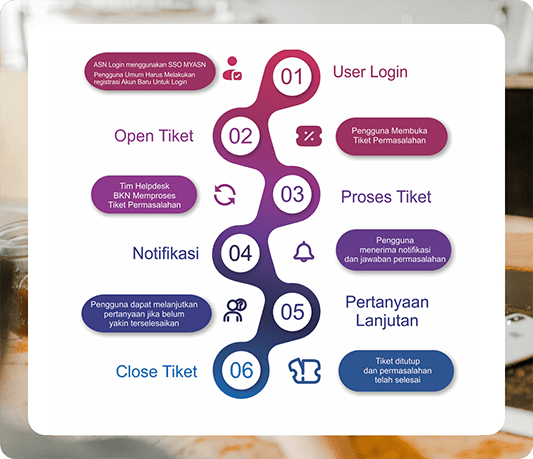 ASN Login menggunakan SSO MYASN
Pengguna Umum Harus Melakukan
registrasi Akun Baru Untuk Login
01
User Login
Open Tiket
02
Pengguna Membuka
Tiket Permasalahan
Tim Helpdesk
BKN Memproses
Tiket Permasalahan
03
Proses Tiket
Notifikasi
04
Pengguna
menerima notifikasi
dan jawaban permasalahan
Pengguna dapat melanjutkan
pertanyaan jika belum
yakin terselesaikan
?
05
Pertanyaan
Lanjutan
Close Tiket
06
Tiket ditutup
dan permasalahan
telah selesai